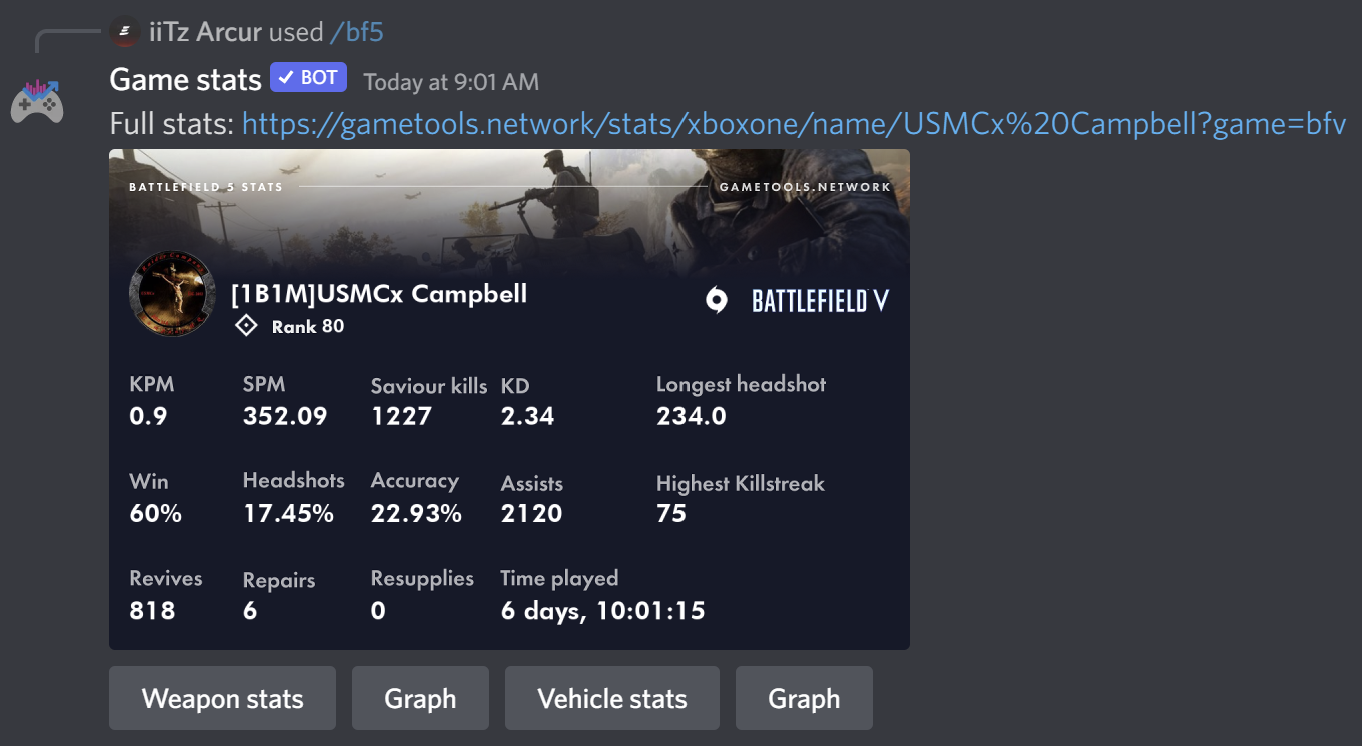 iiTz Arcur used /bf5
Game stats ✓ BOT Today at 9:01 AM
Full stats: https://gametools.network/stats/xboxone/name/USMCx%20Campbell?game=bfv
BATTLEFIELD 5 STATS GAMETOOLS.NETWORK
[1B1M]USMCx Campbell
BATTLEFIELD V
Rank 80
KPM SPM Saviour kills KD Longest headshot
0.9 352.09 1227 2.34 234.0
Win Headshots Accuracy Assists Highest Killstreak
60% 17.45% 22.93% 2120 75
Revives Repairs Resupplies Time played
818 6 0 6 days, 10:01:15
Weapon stats Graph Vehicle stats Graph